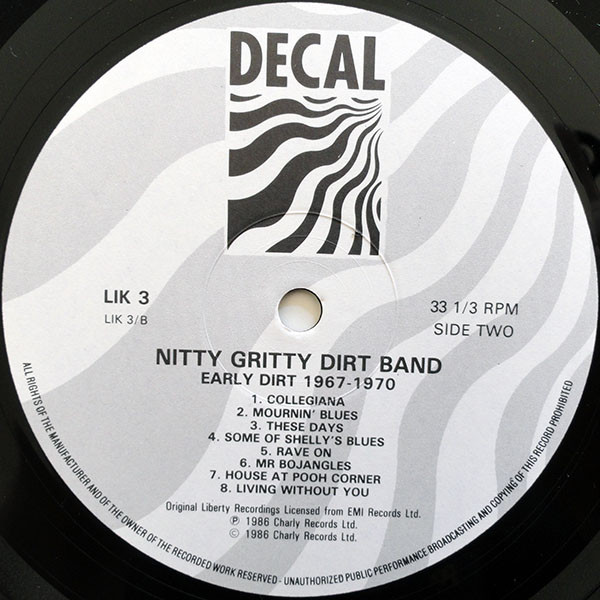 DECAL
LIK 3
LIK 3/B
33 1/3 RPM
SIDE TWO
NITTY GRITTY DIRT BAND
EARLY DIRT 1967-1970
1. COLLEGIANA
2. MOURNIN' BLUES
3. THESE DAYS
4. SOME OF SHELLY'S BLUES
5. RAVE ON
6. MR BOJANGLES
7. HOUSE AT POOH CORNER
8. LIVING WITHOUT YOU
Original Liberty Recordings Licensed from EMI Records Ltd.
℗ 1986 Charly Records Ltd.
© 1986 Charly Records Ltd.
ALL RIGHTS OF THE MANUFACTURER AND OF THE OWNER OF THE RECORDED WORK RESERVED - UNAUTHORIZED PUBLIC PERFORMANCE BROADCASTING AND COPYING OF THIS RECORD PROHIBITED